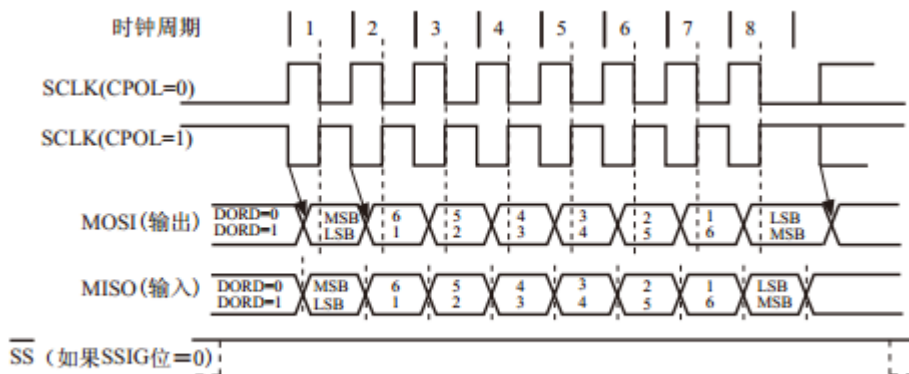 时钟周期 1 2 3 4 5 6 7 8
SCLK(CPOL=0)
SCLK(CPOL=1)
MOSI(输出) DORD=0 MSB 6 5 4 3 2 1 LSB
DORD=1 LSB 1 2 3 4 5 6 MSB
MISO(输入) DORD=0 MSB 6 5 4 3 2 1 LSB
DORD=1 LSB 1 2 3 4 5 6 MSB
SS（如果SSIG位=0)